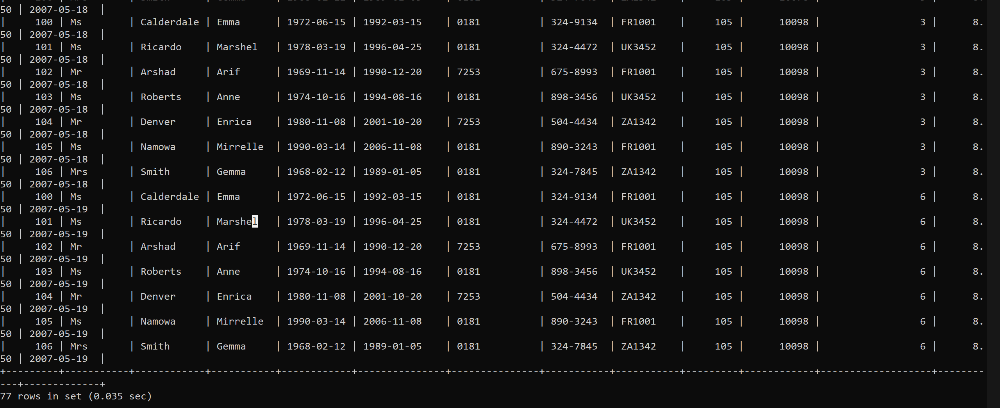 50 | 2007-05-18  |
|     100 | Ms        | Calderdale | Emma      | 1972-06-15 | 1992-03-15    | 0181          | 324-9134  | FR1001    |     105 |      10098 |                 3 |      8.
50 | 2007-05-18  |
|     101 | Ms        | Ricardo    | Marshel   | 1978-03-19 | 1996-04-25    | 0181          | 324-4472  | UK3452    |     105 |      10098 |                 3 |      8.
50 | 2007-05-18  |
|     102 | Mr        | Arshad     | Arif      | 1969-11-14 | 1990-12-20    | 7253          | 675-8993  | FR1001    |     105 |      10098 |                 3 |      8.
50 | 2007-05-18  |
|     103 | Ms        | Roberts    | Anne      | 1974-10-16 | 1994-08-16    | 0181          | 898-3456  | UK3452    |     105 |      10098 |                 3 |      8.
50 | 2007-05-18  |
|     104 | Mr        | Denver     | Enrica    | 1980-11-08 | 2001-10-20    | 7253          | 504-4434  | ZA1342    |     105 |      10098 |                 3 |      8.
50 | 2007-05-18  |
|     105 | Ms        | Namowa     | Mirrelle  | 1990-03-14 | 2006-11-08    | 0181          | 890-3243  | FR1001    |     105 |      10098 |                 3 |      8.
50 | 2007-05-18  |
|     106 | Mrs       | Smith      | Gemma     | 1968-02-12 | 1989-01-05    | 0181          | 324-7845  | ZA1342    |     105 |      10098 |                 3 |      8.
50 | 2007-05-18  |
|     100 | Ms        | Calderdale | Emma      | 1972-06-15 | 1992-03-15    | 0181          | 324-9134  | FR1001    |     105 |      10098 |                 6 |      8.
50 | 2007-05-19  |
|     101 | Ms        | Ricardo    | Marshel   | 1978-03-19 | 1996-04-25    | 0181          | 324-4472  | UK3452    |     105 |      10098 |                 6 |      8.
50 | 2007-05-19  |
|     102 | Mr        | Arshad     | Arif      | 1969-11-14 | 1990-12-20    | 7253          | 675-8993  | FR1001    |     105 |      10098 |                 6 |      8.
50 | 2007-05-19  |
|     103 | Ms        | Roberts    | Anne      | 1974-10-16 | 1994-08-16    | 0181          | 898-3456  | UK3452    |     105 |      10098 |                 6 |      8.
50 | 2007-05-19  |
|     104 | Mr        | Denver     | Enrica    | 1980-11-08 | 2001-10-20    | 7253          | 504-4434  | ZA1342    |     105 |      10098 |                 6 |      8.
50 | 2007-05-19  |
|     105 | Ms        | Namowa     | Mirrelle  | 1990-03-14 | 2006-11-08    | 0181          | 890-3243  | FR1001    |     105 |      10098 |                 6 |      8.
50 | 2007-05-19  |
|     106 | Mrs       | Smith      | Gemma     | 1968-02-12 | 1989-01-05    | 0181          | 324-7845  | ZA1342    |     105 |      10098 |                 6 |      8.
50 | 2007-05-19  |
+---------+-----------+------------+-----------+------------+---------------+---------------+-----------+-----------+---------+------------+-------------------+--------
---+-------------+
77 rows in set (0.035 sec)